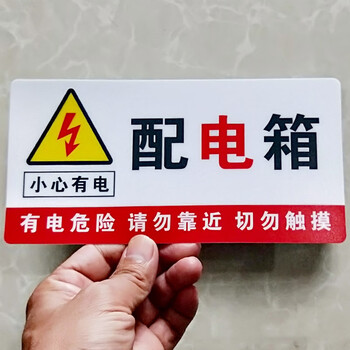 配电箱
小心有电
有电危险 请勿靠近 切勿触摸